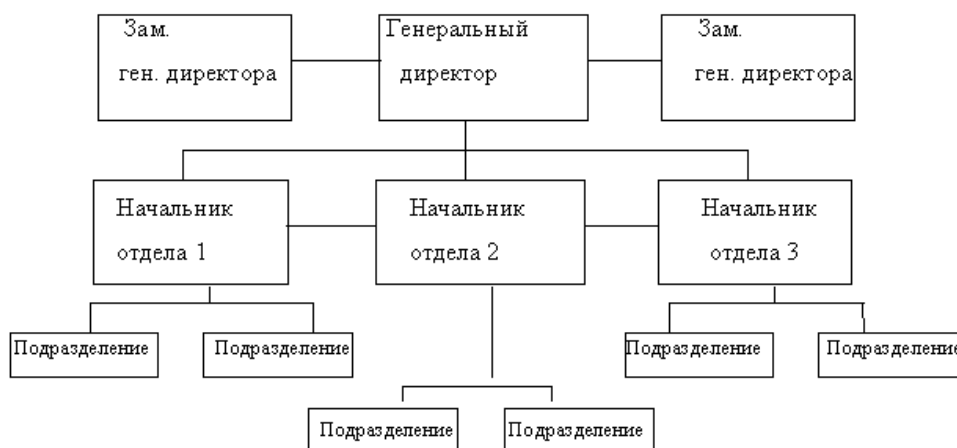 Зам.
ген. директора
Генеральный
директор
Зам.
ген. директора
Начальник
отдела 1
Начальник
отдела 2
Начальник
отдела 3
Подразделение
Подразделение
Подразделение
Подразделение
Подразделение
Подразделение